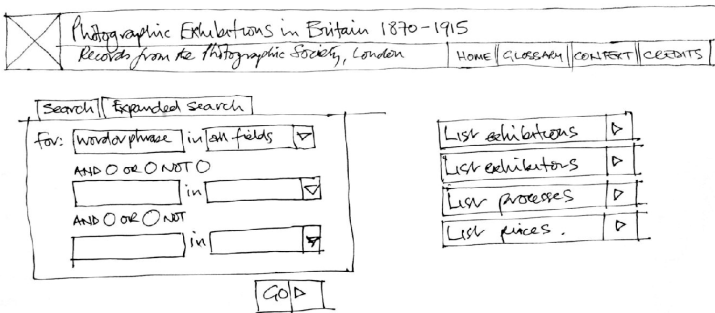 Photographic Exhibitions in Britain 1870-1915
Records from the Photographic Society, London
HOME GLOSSARY CONTEXT CREDITS
Search Expanded search
For: word or phrase in all fields
AND OR NOT
in
AND OR NOT
in
GO
List exhibitions
List exhibitors
List processes
List prices.